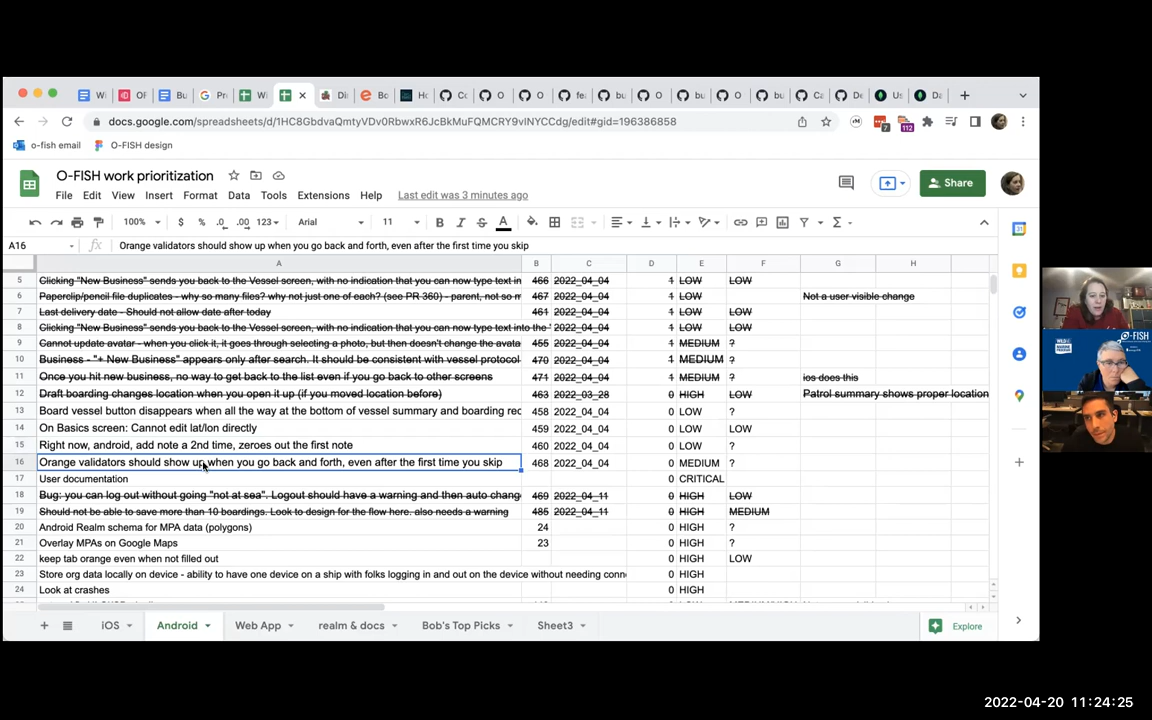 Wi
OF
Bu
Pro
Wi
Dir
Bo
Ho
Co
O
O
fea
bu
O
bu
O
bu
Ca
De
Us
Da
docs.google.com/spreadsheets/d/1HC8GbdvaQmtyVDv0RbwxR6JcBkMuFQMCRY9vINYCCdg/edit#gid=196386858
7
112
o-fish email
O-FISH design
O-FISH work prioritization
File Edit View Insert Format Data Tools Extensions Help Last edit was 3 minutes ago
Share
100% $ % .0 .00 123 Arial 11 B I S A
A16 fx Orange validators should show up when you go back and forth, even after the first time you skip
A B C D E F G H
5 Clicking "New Business" sends you back to the Vessel screen, with no indication that you can now type text in 466 2022_04_04 1 LOW LOW
6 Paperclip/pencil file duplicates - why so many files? why not just one of each? (see PR 360) - parent, not so m 467 2022_04_04 1 LOW Not a user visible change
7 Last delivery date - Should not allow date after today 461 2022_04_04 1 LOW LOW
8 Clicking "New Business" sends you back to the Vessel screen, with no indication that you can now type text into the 2022_04_04 1 LOW LOW
9 Cannot update avatar - when you click it, it goes through selecting a photo, but then doesn't change the avata 455 2022_04_04 1 MEDIUM ?
10 Business - "+ New Business" appears only after search. It should be consistent with vessel protocol 470 2022_04_04 1 MEDIUM ?
11 Once you hit new business, no way to get back to the list even if you go back to other screens 471 2022_04_04 1 MEDIUM ? ios does this
12 Draft boarding changes location when you open it up (if you moved location) 463 2022_03_28 0 HIGH LOW Patrol summary shows proper location
13 Board vessel button disappears when all the way at the bottom of vessel summary and boarding rec 458 2022_04_04 0 LOW ?
14 On Basics screen: Cannot edit lat/lon directly 459 2022_04_04 0 LOW LOW
15 Right now, android, add note a 2nd time, zeroes out the first note 460 2022_04_04 0 LOW ?
16 Orange validators should show up when you go back and forth, even after the first time you skip 468 2022_04_04 0 MEDIUM ?
17 User documentation 0 CRITICAL
18 Bug: you can log out without going "not at sea". Logout should have a warning and then auto chang 469 2022_04_11 0 HIGH LOW
19 Should not be able to save more than 10 boardings. Look to design for the flow here. also needs a warning 485 2022_04_11 0 HIGH MEDIUM
20 Android Realm schema for MPA data (polygons) 24 0 HIGH ?
21 Overlay MPAs on Google Maps 23 0 HIGH ?
22 keep tab orange even when not filled out 0 HIGH LOW
23 Store org data locally on device - ability to have one device on a ship with folks logging in and out on the device without needing conn 0 HIGH
24 Look at crashes 0 HIGH
iOS Android Web App realm & docs Bob's Top Picks Sheet3 Explore
O-FISH
2022-04-20 11:24:25